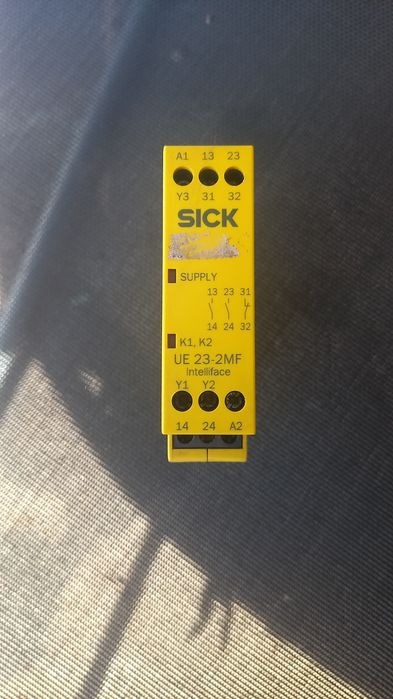 A1 13 23
Y3 31 32
SICK
SUPPLY
13 23 31
14 24 32
K1, K2
UE 23-2MF
intelliface
Y1 Y2
14 24 A2